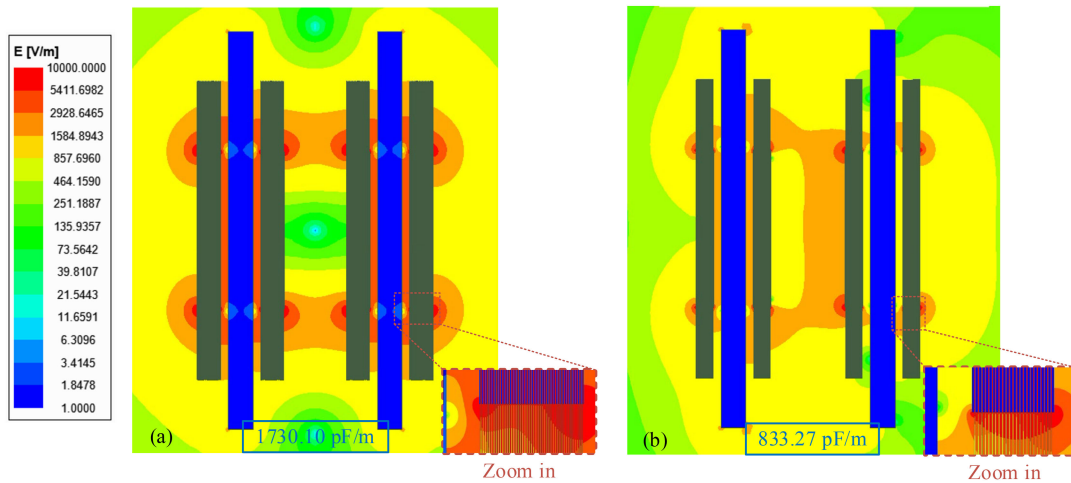 E [V/m]
10000.0000
5411.6982
2928.6465
1584.8943
857.6960
464.1590
251.1887
135.9357
73.5642
39.8107
21.5443
11.6591
6.3096
3.4145
1.8478
1.0000
(a)
1730.10 pF/m
Zoom in
(b)
833.27 pF/m
Zoom in